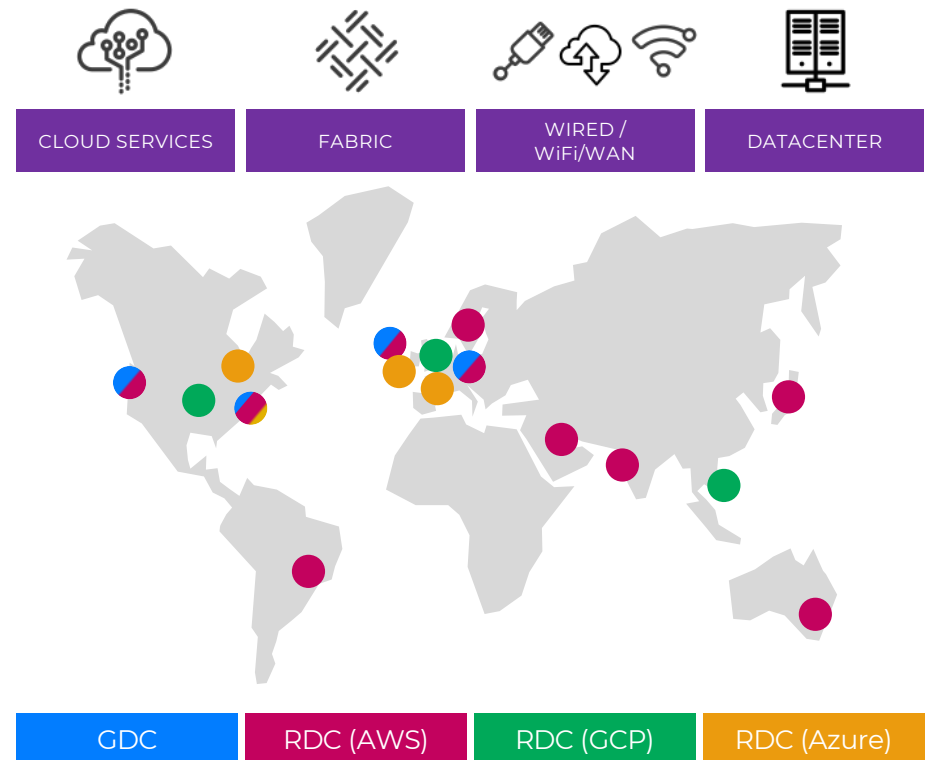 CLOUD SERVICES
FABRIC
WIRED /
WiFi/WAN
DATACENTER
GDC
RDC (AWS)
RDC (GCP)
RDC (Azure)